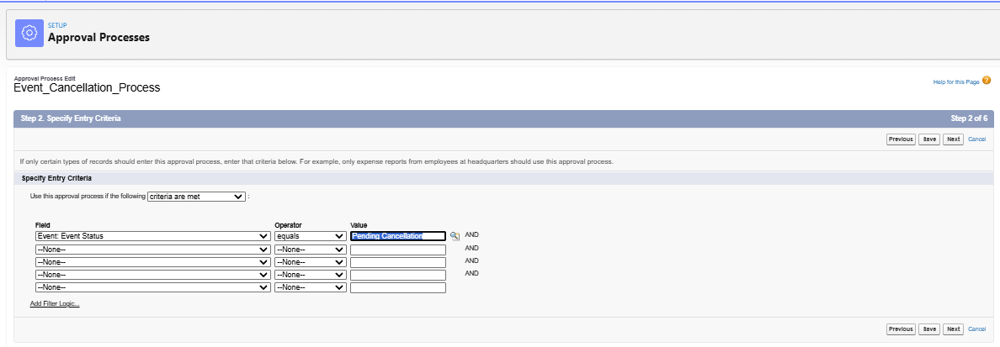 SETUP
Approval Processes
Approval Process Edit
Event_Cancellation_Process
Help for this Page
Step 2. Specify Entry Criteria Step 2 of 6
Previous Save Next Cancel
If only certain types of records should enter this approval process, enter that criteria below. For example, only expense reports from employees at headquarters should use this approval process.
Specify Entry Criteria
Use this approval process if the following criteria are met :
Field Operator Value
Event: Event Status equals Pending Cancellation AND
--None-- --None-- AND
--None-- --None-- AND
--None-- --None-- AND
--None-- --None--
Add Filter Logic...
Previous Save Next Cancel